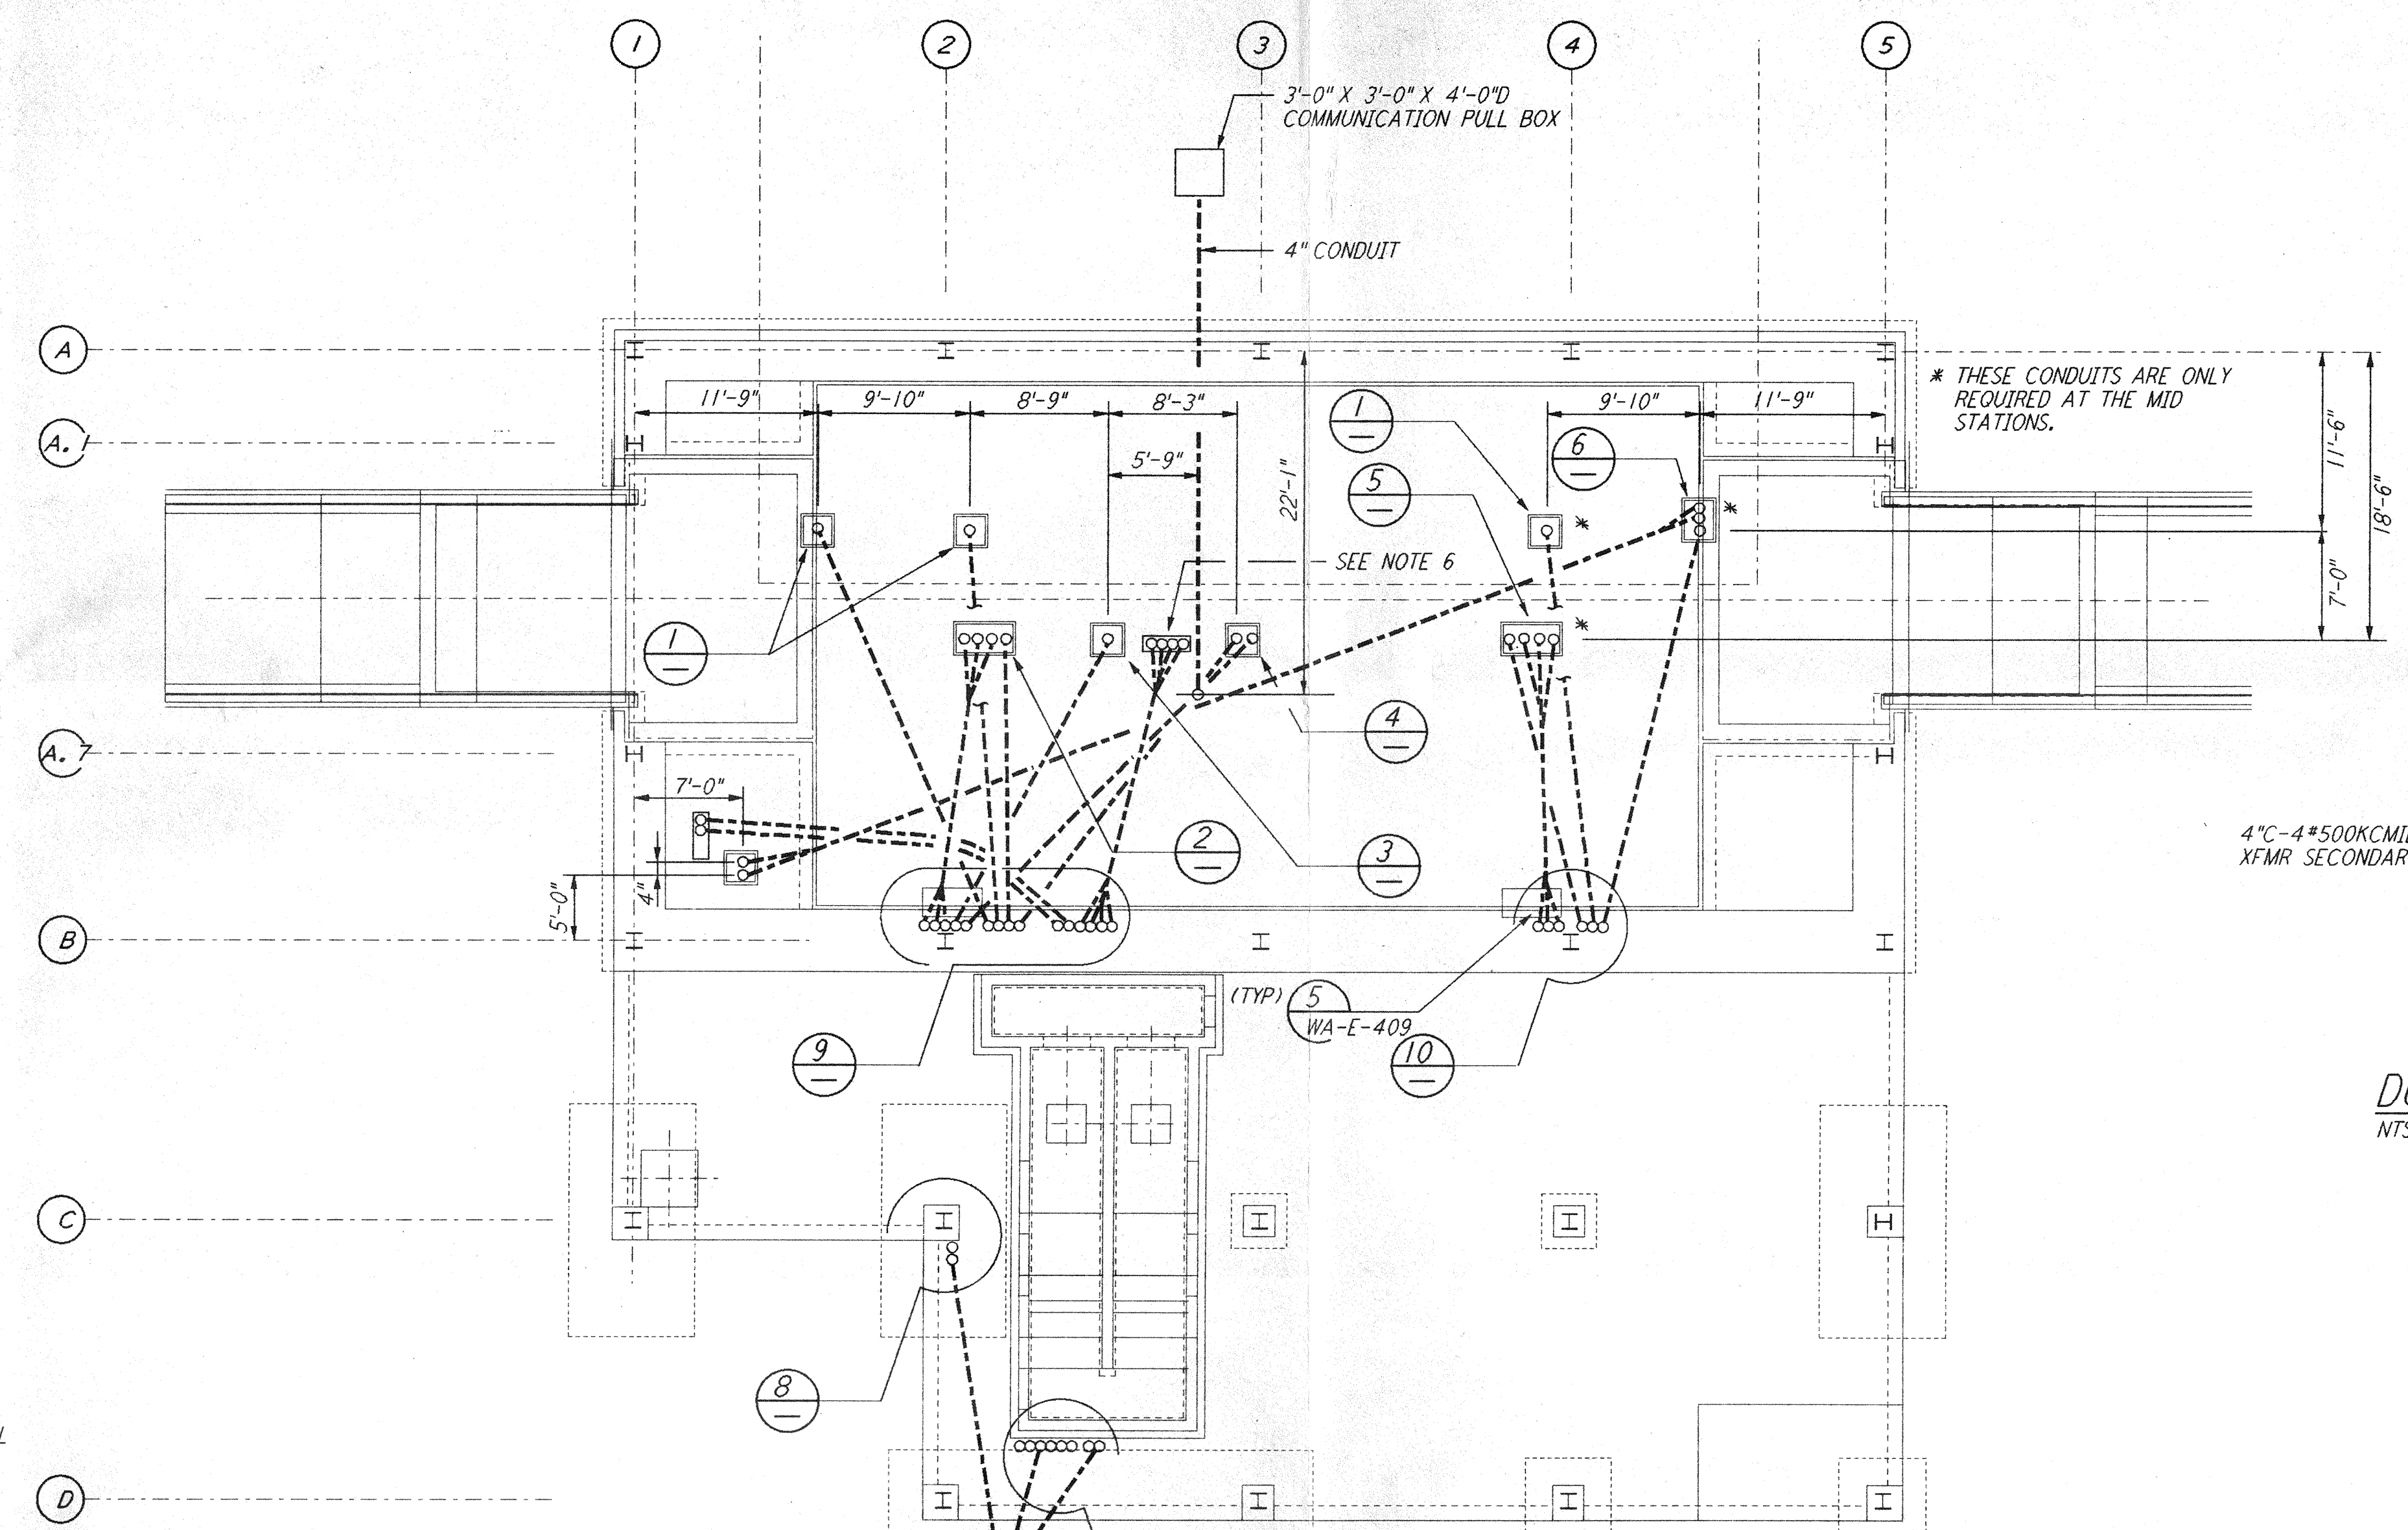 1
2
3
4
5
3'-0" X 3'-0" X 4'-0"D
COMMUNICATION PULL BOX
4" CONDUIT
A
* THESE CONDUITS ARE ONLY
REQUIRED AT THE MID
STATIONS.
11'-9"
9'-10"
8'-9"
8'-3"
9'-10"
11'-9"
1
A.1
6
11'-6"
5'-9"
22'-1"
5
18'-6"
*
*
SEE NOTE 6
7'-0"
*
1
4
A.7
7'-0"
2
3
4"C-4#500KCMIL
XFMR SECONDAR
4"
5'-0"
B
(TYP)
5
WA-E-409
9
10
NTS
C
8
D